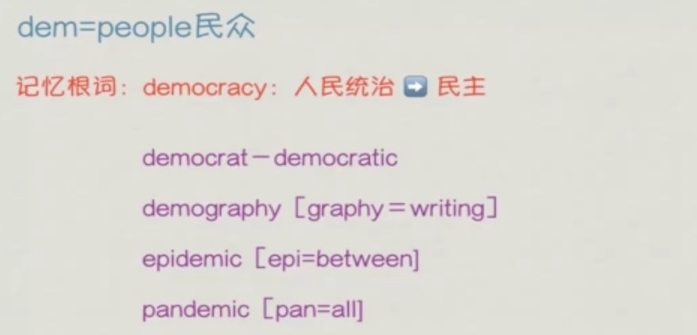 dem=people民众
记忆根词：democracy：人民统治 ➡ 民主
democrat－democratic
demography［graphy＝writing］
epidemic［epi=between]
pandemic［pan=all]